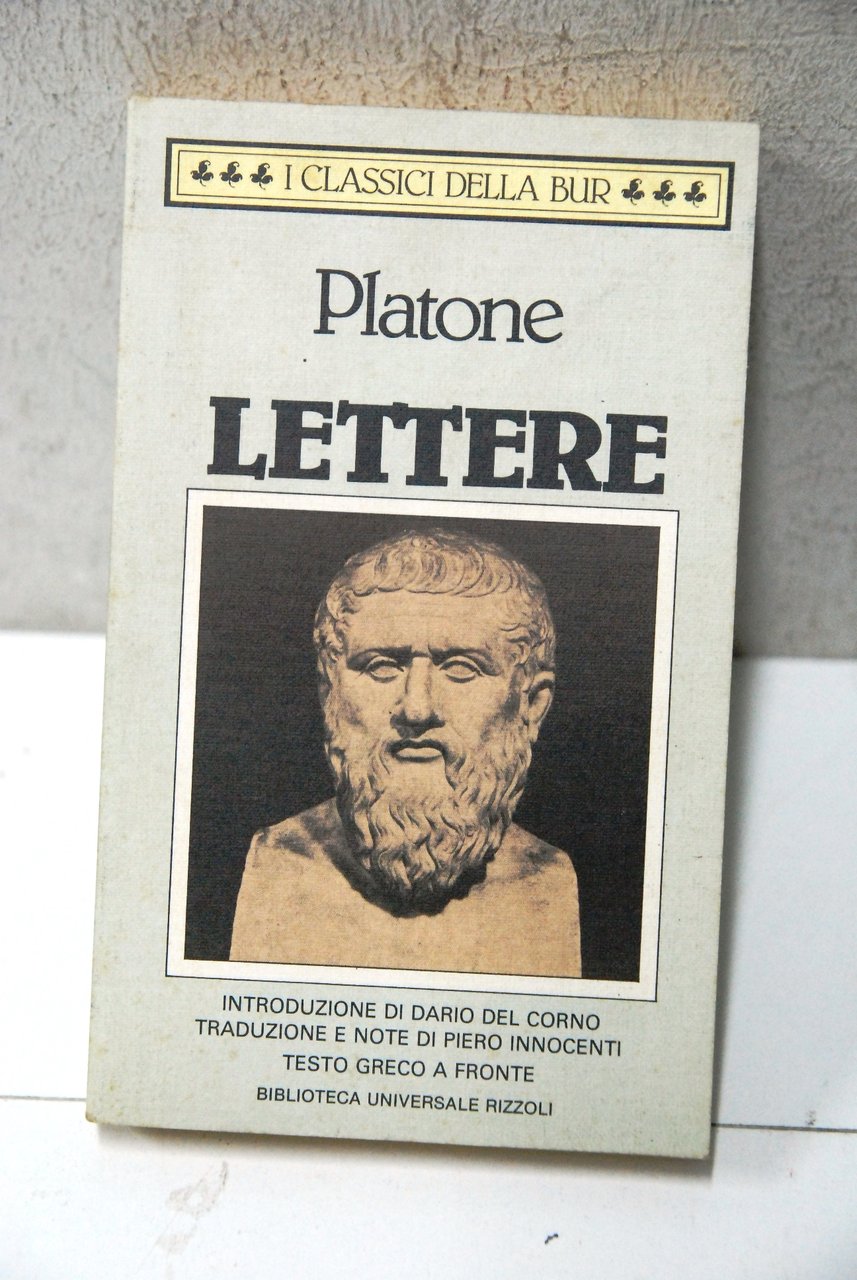 I CLASSICI DELLA BUR
Platone
LETTERE
INTRODUZIONE DI DARIO DEL CORNO
TRADUZIONE E NOTE DI PIERO INNOCENTI
TESTO GRECO A FRONTE
BIBLIOTECA UNIVERSALE RIZZOLI